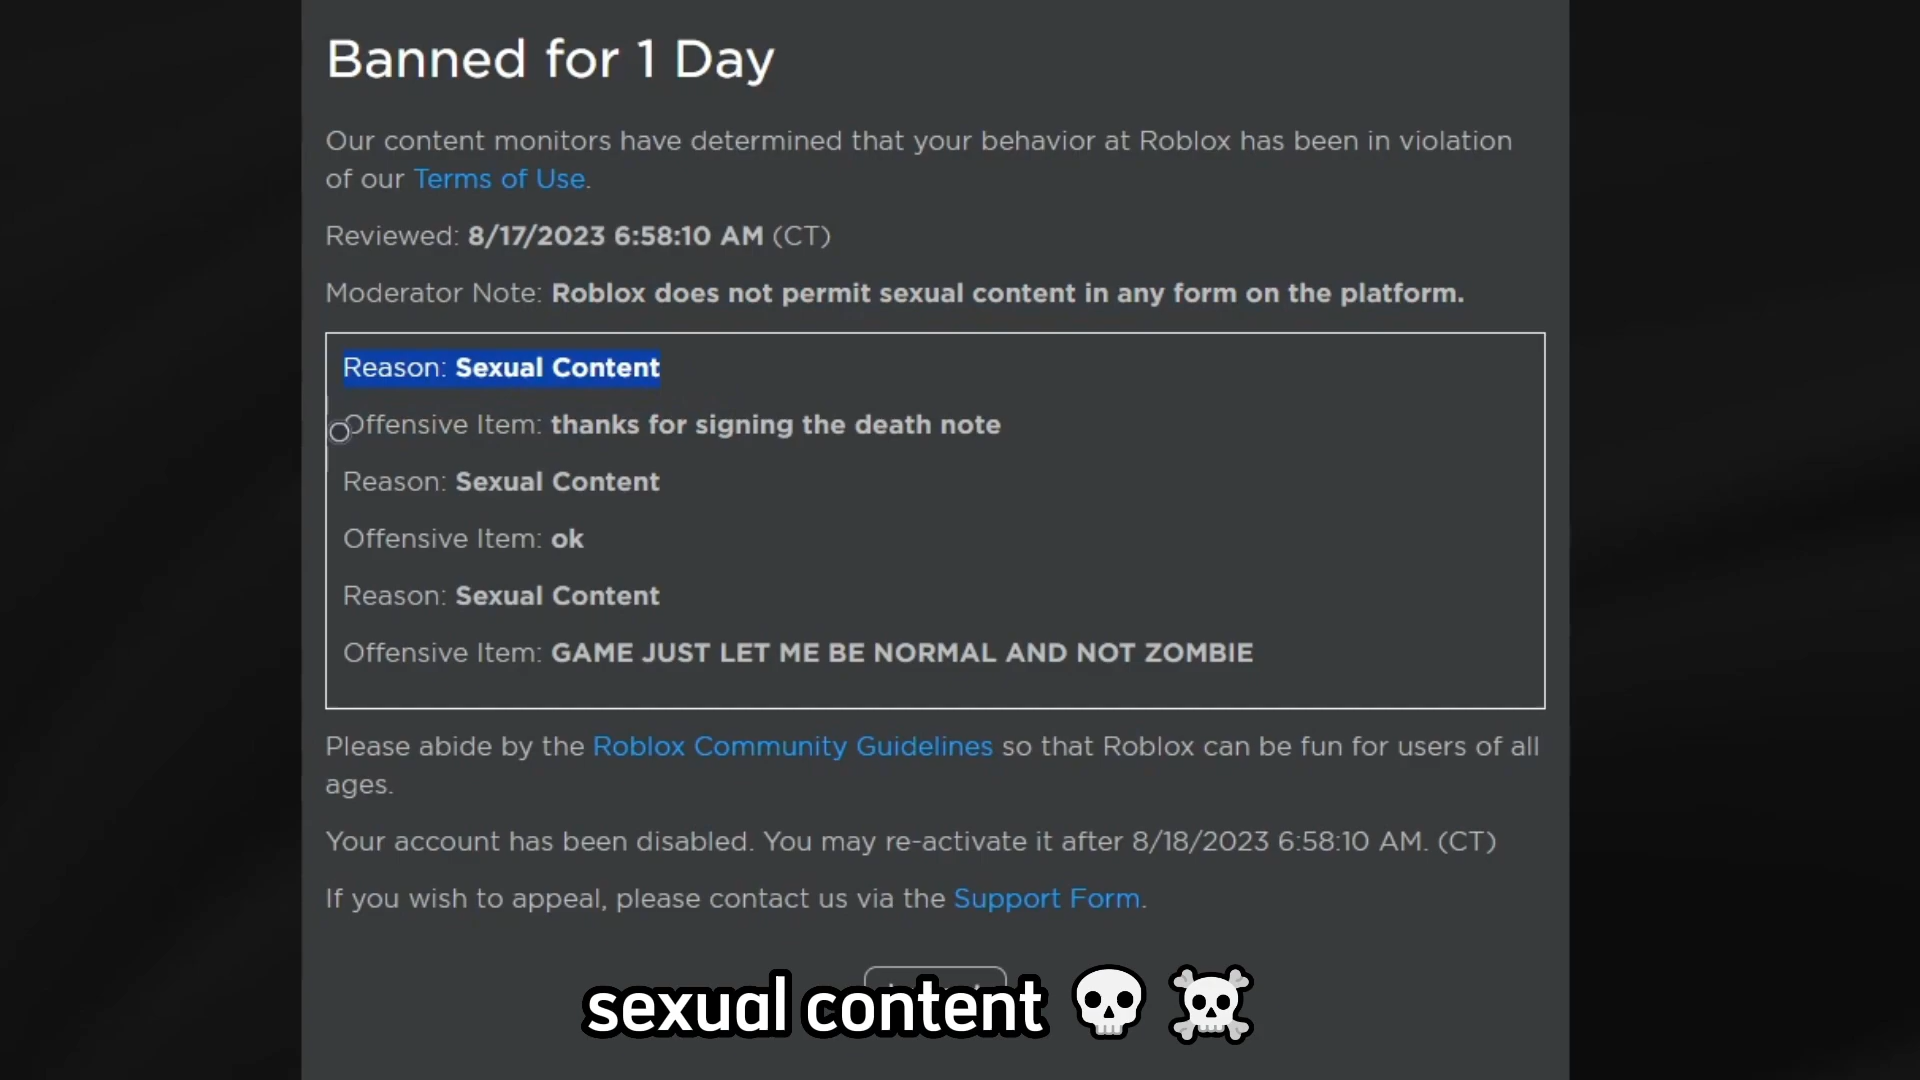 Banned for 1 Day
Our content monitors have determined that your behavior at Roblox has been in violation
of our Terms of Use.
Reviewed: 8/17/2023 6:58:10 AM (CT)
Moderator Note: Roblox does not permit sexual content in any form on the platform.
Reason: Sexual Content
Offensive Item: thanks for signing the death note
Reason: Sexual Content
Offensive Item: ok
Reason: Sexual Content
Offensive Item: GAME JUST LET ME BE NORMAL AND NOT ZOMBIE
Please abide by the Roblox Community Guidelines so that Roblox can be fun for users of all
ages.
Your account has been disabled. You may re-activate it after 8/18/2023 6:58:10 AM. (CT)
If you wish to appeal, please contact us via the Support Form.
sexual content 💀 ☠